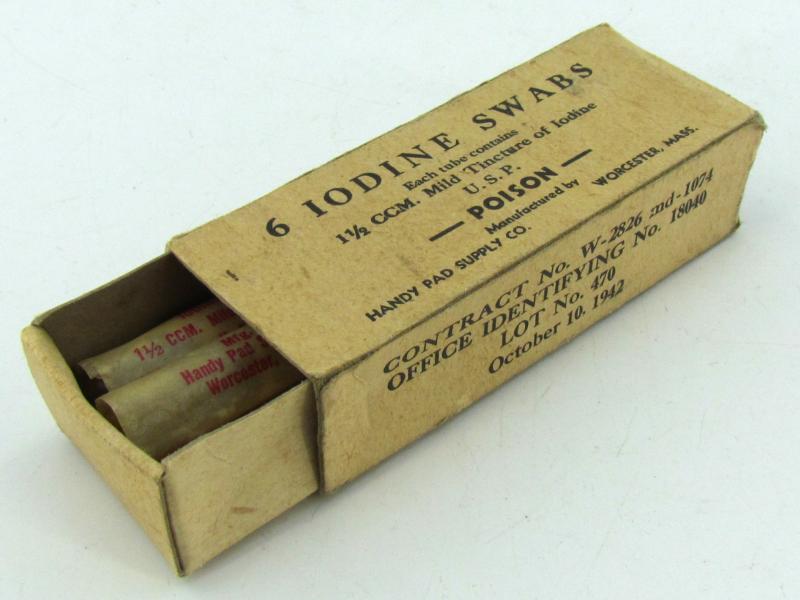 6 IODINE SWABS
Each tube contains
1½ CCM. Mild Tincture of Iodine
U.S.P.
— POISON —
Manufactured by
HANDY PAD SUPPLY CO. WORCESTER, MASS.
CONTRACT No. W-2826 md-1074
OFFICE IDENTIFYING No. 18040
LOT No. 470
October 10, 1942
1½ CCM.
Mfg.
Handy Pad
Worcester,